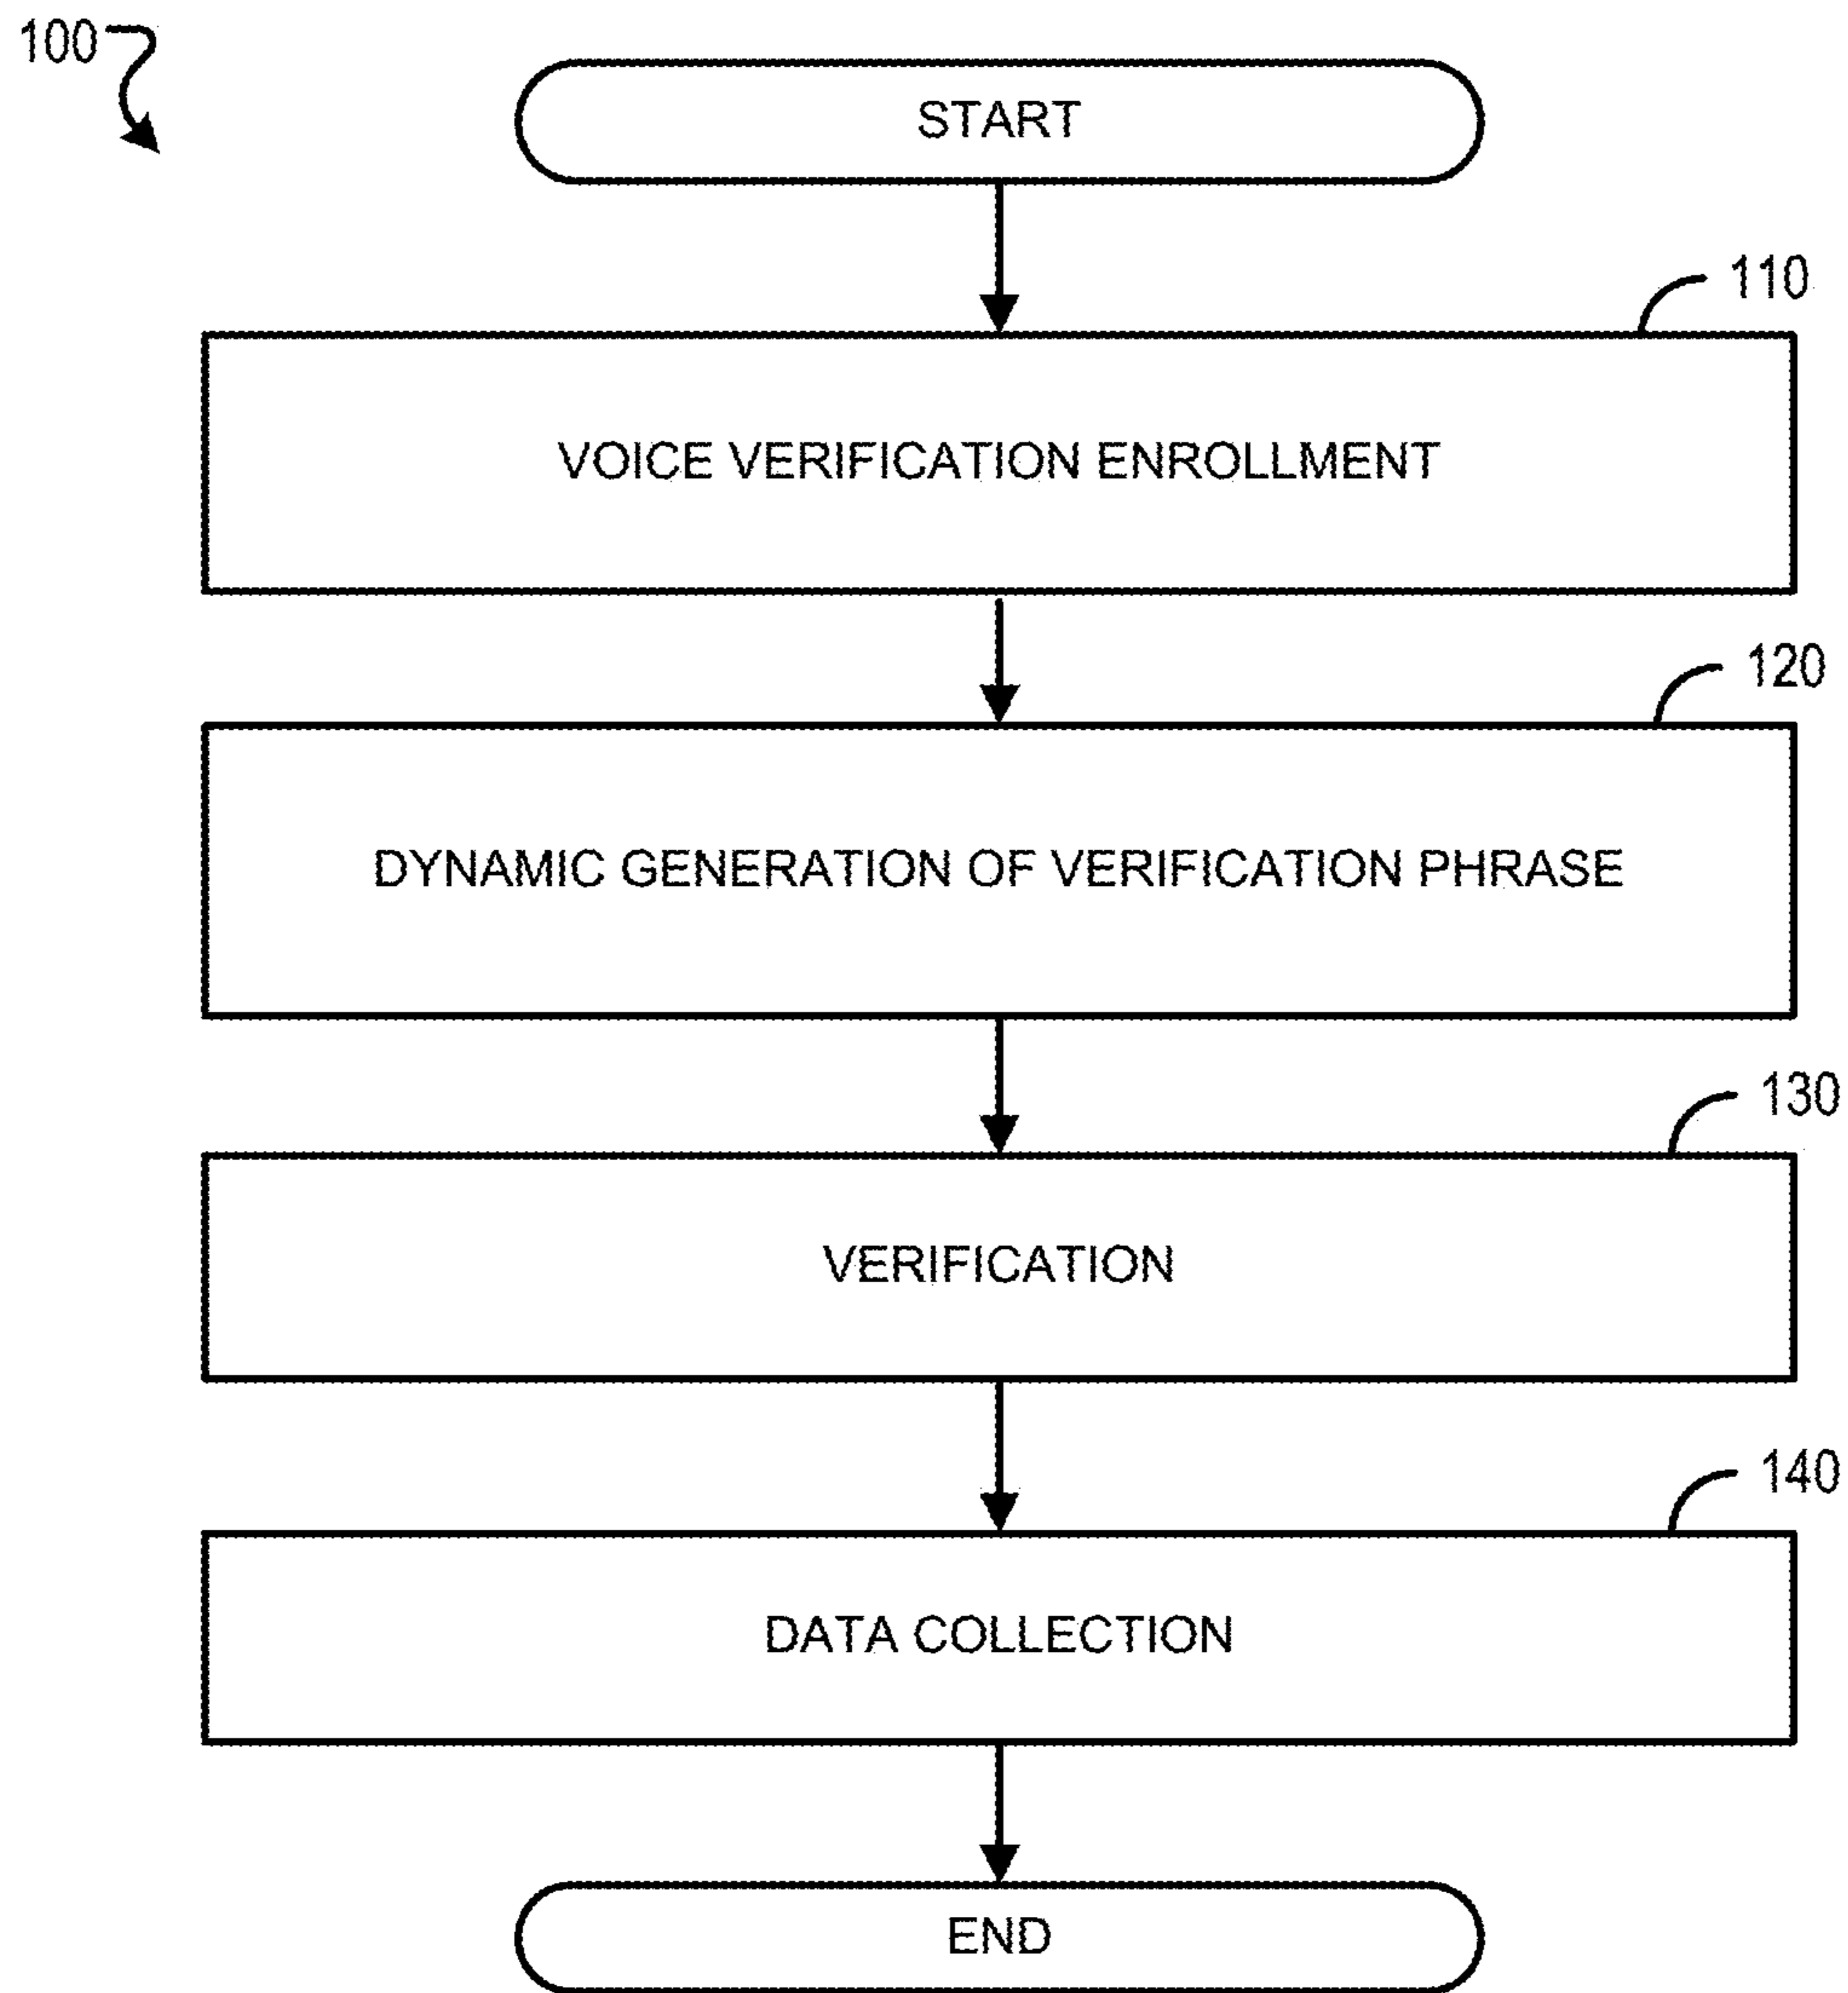 100
START
110
VOICE VERIFICATION ENROLLMENT
120
DYNAMIC GENERATION OF VERIFICATION PHRASE
130
VERIFICATION
140
DATA COLLECTION
END